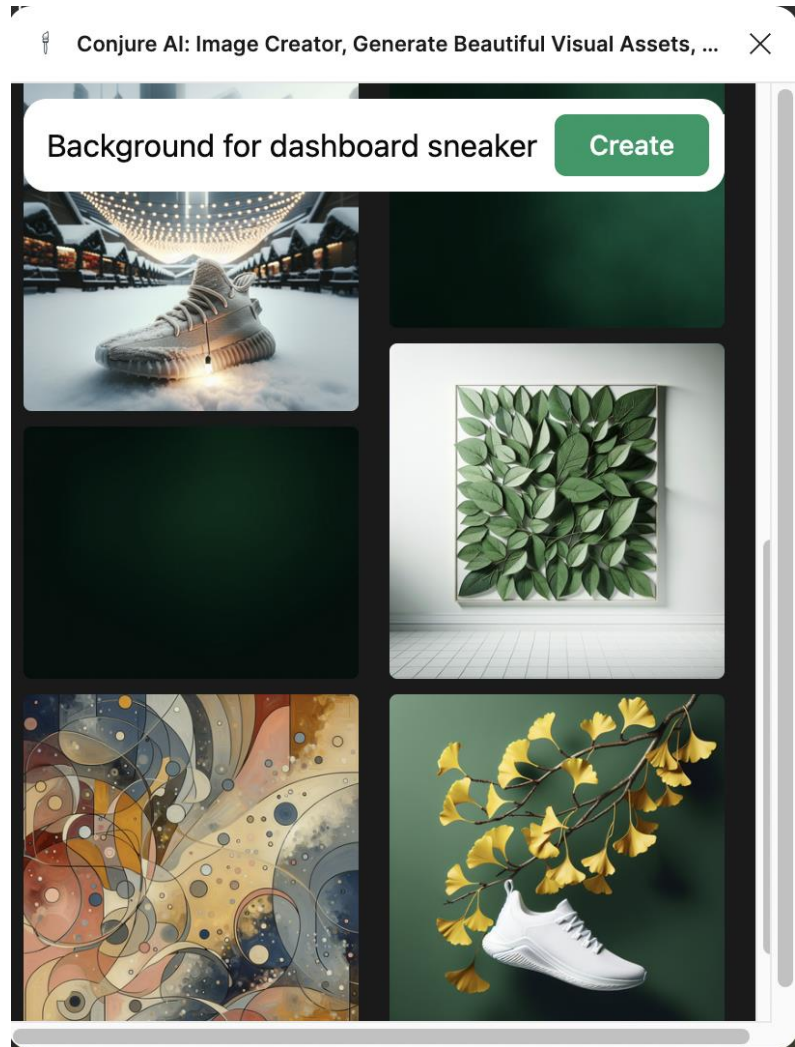 Conjure AI: Image Creator, Generate Beautiful Visual Assets, ...
Background for dashboard sneaker
Create